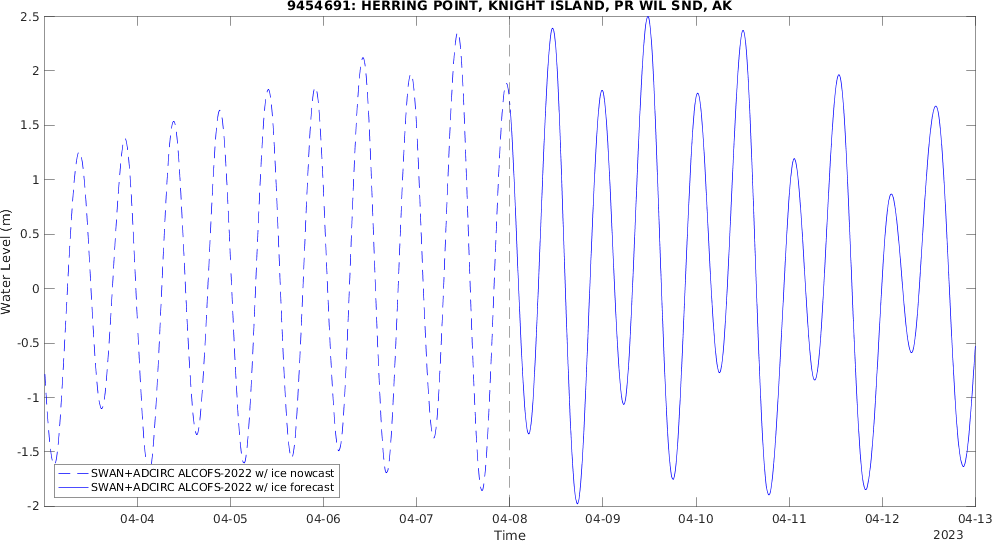 9454691: HERRING POINT, KNIGHT ISLAND, PR WIL SND, AK
2.5
2
1.5
1
0.5
0
-0.5
-1
-1.5
-2
Water Level (m)
SWAN+ADCIRC ALCOFS-2022 w/ ice nowcast
SWAN+ADCIRC ALCOFS-2022 w/ ice forecast
04-04 04-05 04-06 04-07 04-08 04-09 04-10 04-11 04-12 04-13
Time
2023